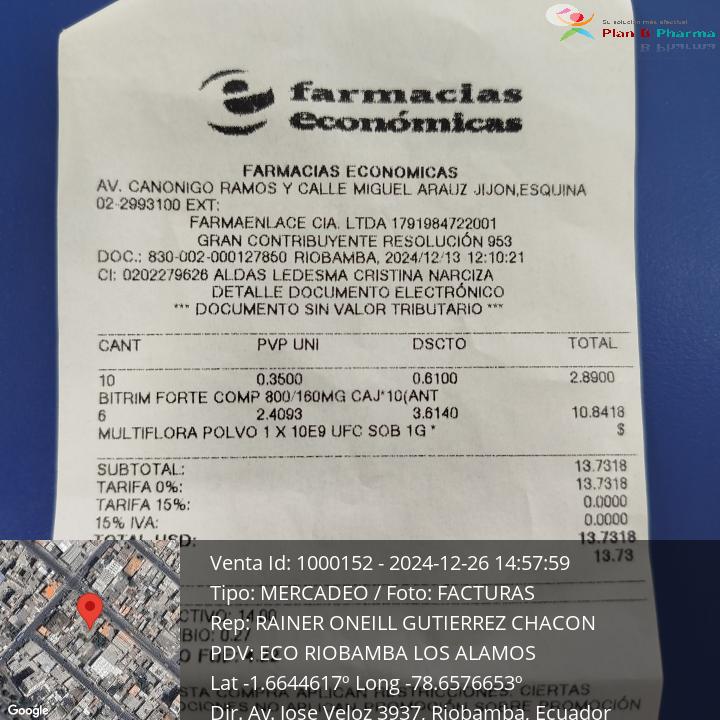 Su solución más efectiva!
Plan B Pharma
farmacias
económicas
FARMACIAS ECONOMICAS
AV. CANONIGO RAMOS Y CALLE MIGUEL ARAUZ JIJON,ESQUINA
02-2993100 EXT:
FARMAENLACE CIA. LTDA 1791984722001
GRAN CONTRIBUYENTE RESOLUCIÓN 953
DOC.: 830-002-000127850 RIOBAMBA, 2024/12/13 12:10:21
CI: 0202279626 ALDAS LEDESMA CRISTINA NARCIZA
DETALLE DOCUMENTO ELECTRÓNICO
*** DOCUMENTO SIN VALOR TRIBUTARIO ***
CANT PVP UNI DSCTO TOTAL
10 0.3500 0.6100 2.8900
BITRIM FORTE COMP 800/160MG CAJ*10(ANT
6 2.4093 3.6140 10.8418
MULTIFLORA POLVO 1 X 10E9 UFC SOB 1G * $
SUBTOTAL: 13.7318
TARIFA 0%: 13.7318
TARIFA 15%: 0.0000
15% IVA: 0.0000
TOTAL USD: 13.7318
13.73
Venta Id: 1000152 - 2024-12-26 14:57:59
Tipo: MERCADEO / Foto: FACTURAS
Rep: RAINER ONEILL GUTIERREZ CHACON
PDV: ECO RIOBAMBA LOS ALAMOS
Lat -1.6644617º Long -78.6576653º
Dir. Av. Jose Veloz 3937, Riobamba, Ecuador
Google